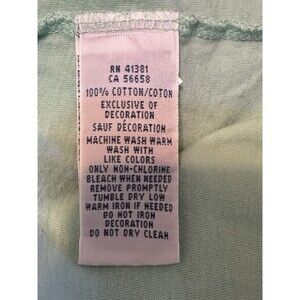 RN 41381
CA 56658
100% COTTON/COTON
EXCLUSIVE OF
DECORATION
SAUF DÉCORATION
MACHINE WASH WARM
WASH WITH
LIKE COLORS
ONLY NON-CHLORINE
BLEACH WHEN NEEDED
REMOVE PROMPTLY
TUMBLE DRY LOW
WARM IRON IF NEEDED
DO NOT IRON
DECORATION
DO NOT DRY CLEAN